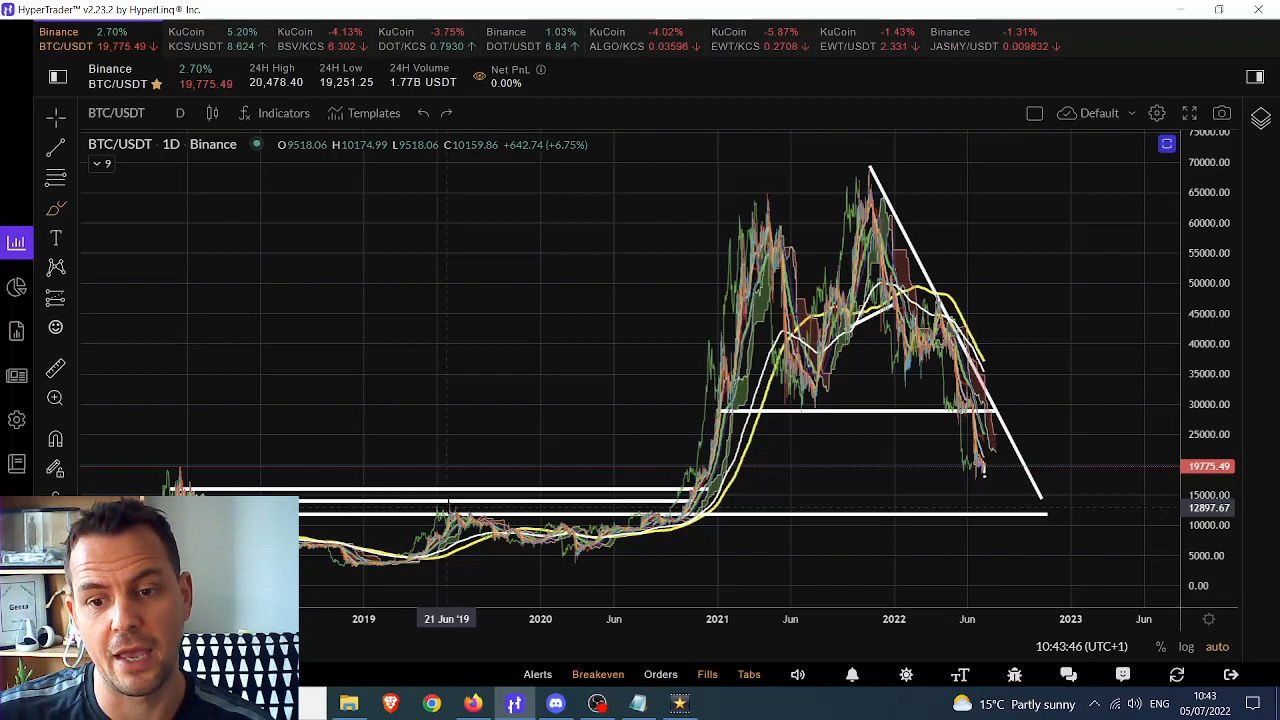 HyperTrader™ v2.23.2 by HyperLinq® Inc.
Binance 2.70% KuCoin 5.20% KuCoin -4.13% KuCoin -3.75% Binance 1.03% KuCoin -4.02% KuCoin -5.87% KuCoin -1.43% Binance -1.31%
BTC/USDT 19,775.49 KCS/USDT 8.624 BSV/KCS 6.302 DOT/KCS 0.7930 DOT/USDT 6.84 ALGO/KCS 0.03596 EWT/KCS 0.2708 EWT/USDT 2.331 JASMY/USDT 0.009832
Binance 2.70% 24H High 24H Low 24H Volume Net PnL
BTC/USDT 19,775.49 20,478.40 19,251.25 1.77B USDT 0.00%
BTC/USDT D Indicators Templates Default
BTC/USDT · 1D · Binance O9518.06 H10174.99 L9518.06 C10159.86 +642.74 (+6.75%)
9
75000.00
70000.00
65000.00
60000.00
55000.00
50000.00
45000.00
40000.00
35000.00
30000.00
25000.00
19775.49
15000.00
12897.67
10000.00
5000.00
0.00
2019 21 Jun '19 2020 Jun 2021 Jun 2022 Jun 2023 Jun
10:43:46 (UTC+1) % log auto
Alerts Breakeven Orders Fills Tabs
15°C Partly sunny ENG 10:43
05/07/2022